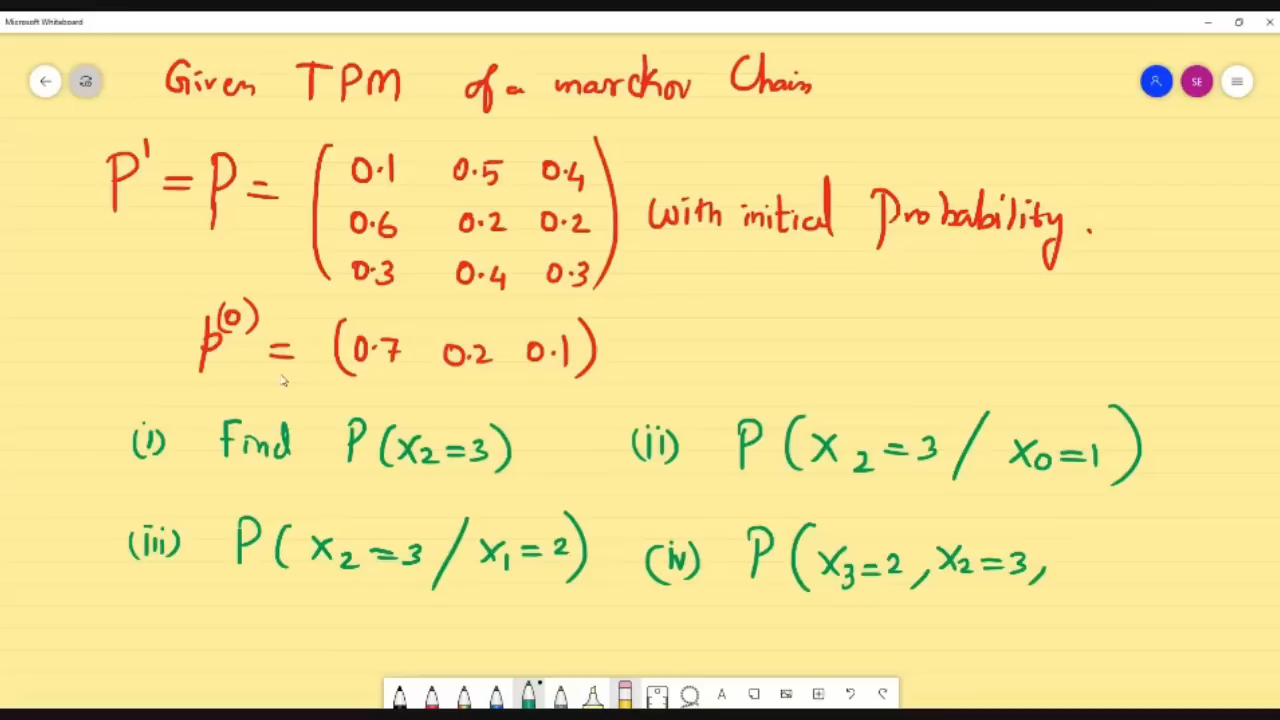 Microsoft Whiteboard
Given TPM of a marckov Chain
P' = P = ( 0.1 0.5 0.4
0.6 0.2 0.2
0.3 0.4 0.3 ) with initial Probability.
p(0) = (0.7 0.2 0.1)
(i) Find P(X2=3) (ii) P(X2=3 / X0=1)
(iii) P(X2=3 / X1=2) (iv) P(X3=2, X2=3,
SE
A